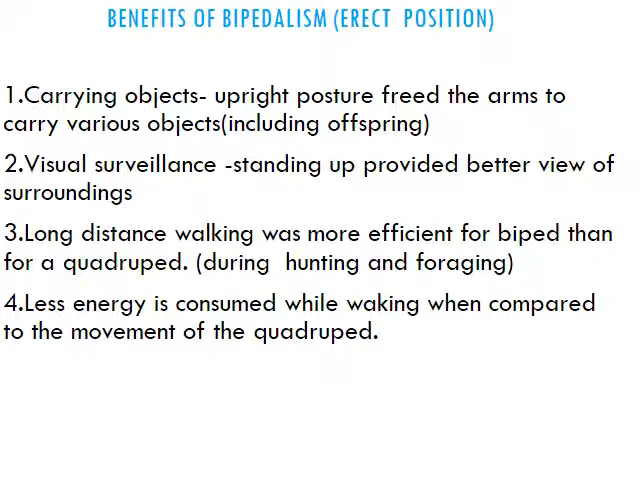 BENEFITS OF BIPEDALISM (ERECT POSITION)
1.Carrying objects- upright posture freed the arms to
carry various objects(including offspring)
2.Visual surveillance -standing up provided better view of
surroundings
3.Long distance walking was more efficient for biped than
for a quadruped. (during hunting and foraging)
4.Less energy is consumed while waking when compared
to the movement of the quadruped.